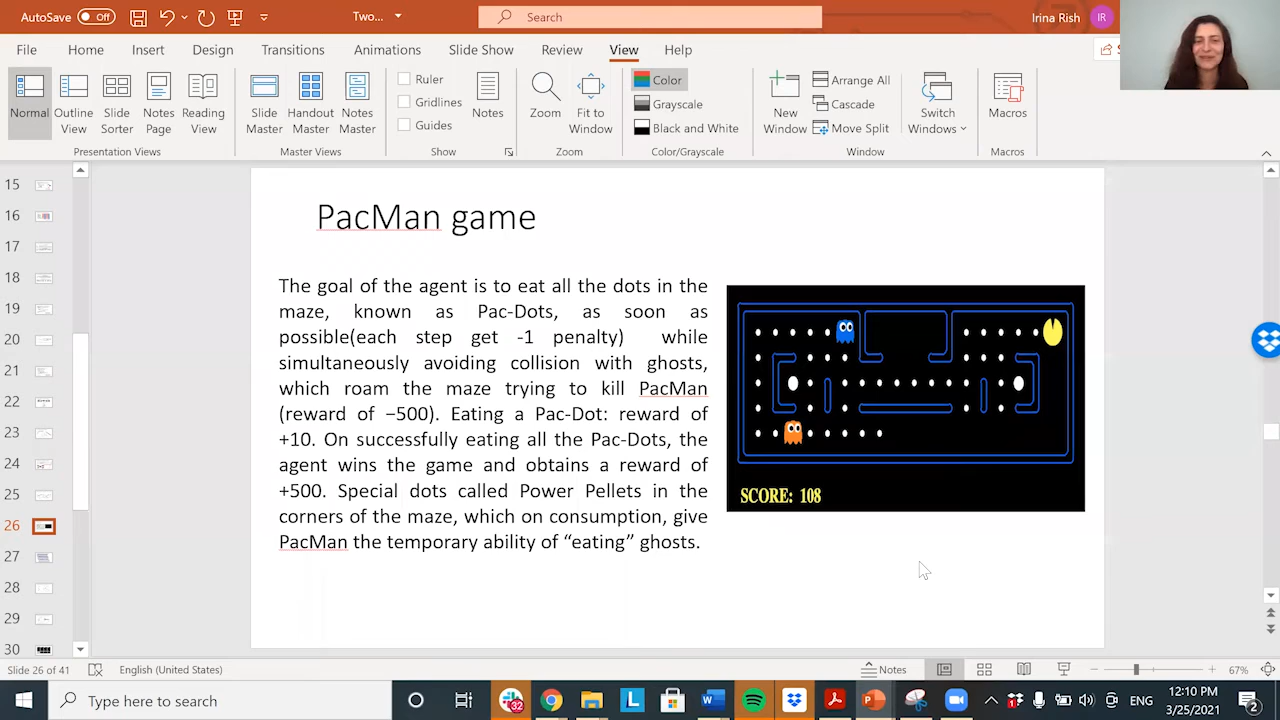 AutoSave Off Two... Search Irina Rish IR
File Home Insert Design Transitions Animations Slide Show Review View Help
Normal Outline View Slide Sorter Notes Page Reading View
Presentation Views
Slide Master Handout Master Notes Master
Master Views
Ruler
Gridlines
Guides
Show
Notes
Zoom Fit to Window
Zoom
Color
Grayscale
Black and White
Color/Grayscale
New Window
Arrange All
Cascade
Move Split
Switch Windows
Window
Macros
Macros
15
16
17
18
19
20
21
22
23
24
25
26
27
28
29
30
PacMan game
The goal of the agent is to eat all the dots in the
maze, known as Pac-Dots, as soon as
possible(each step get -1 penalty) while
simultaneously avoiding collision with ghosts,
which roam the maze trying to kill PacMan
(reward of −500). Eating a Pac-Dot: reward of
+10. On successfully eating all the Pac-Dots, the
agent wins the game and obtains a reward of
+500. Special dots called Power Pellets in the
corners of the maze, which on consumption, give
PacMan the temporary ability of “eating” ghosts.
SCORE: 108
Slide 26 of 41 English (United States) Notes 67%
Type here to search 32 L W ENG 12:10 PM 3/25/2021 2